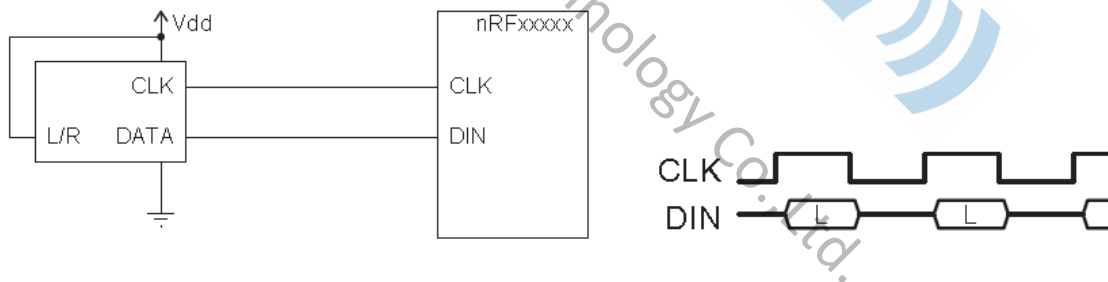 Vdd
nRFxxxxx
CLK
CLK
L/R
DATA
DIN
CLK
DIN
L
L
nology Co., Ltd.